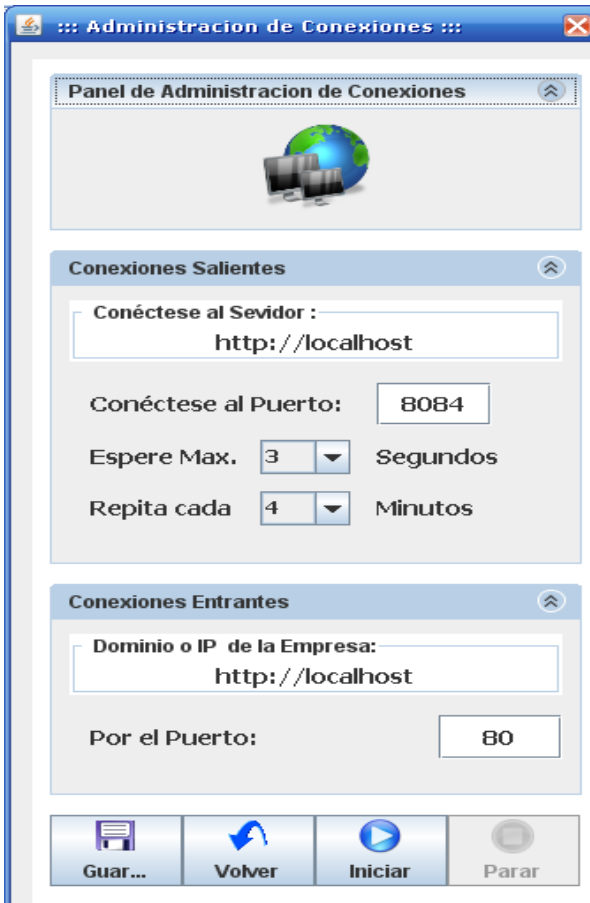 ::: Administracion de Conexiones :::
Panel de Administracion de Conexiones
Conexiones Salientes
Conéctese al Sevidor :
http://localhost
Conéctese al Puerto: 8084
Espere Max. 3 Segundos
Repita cada 4 Minutos
Conexiones Entrantes
Dominio o IP de la Empresa:
http://localhost
Por el Puerto: 80
Guar... Volver Iniciar Parar